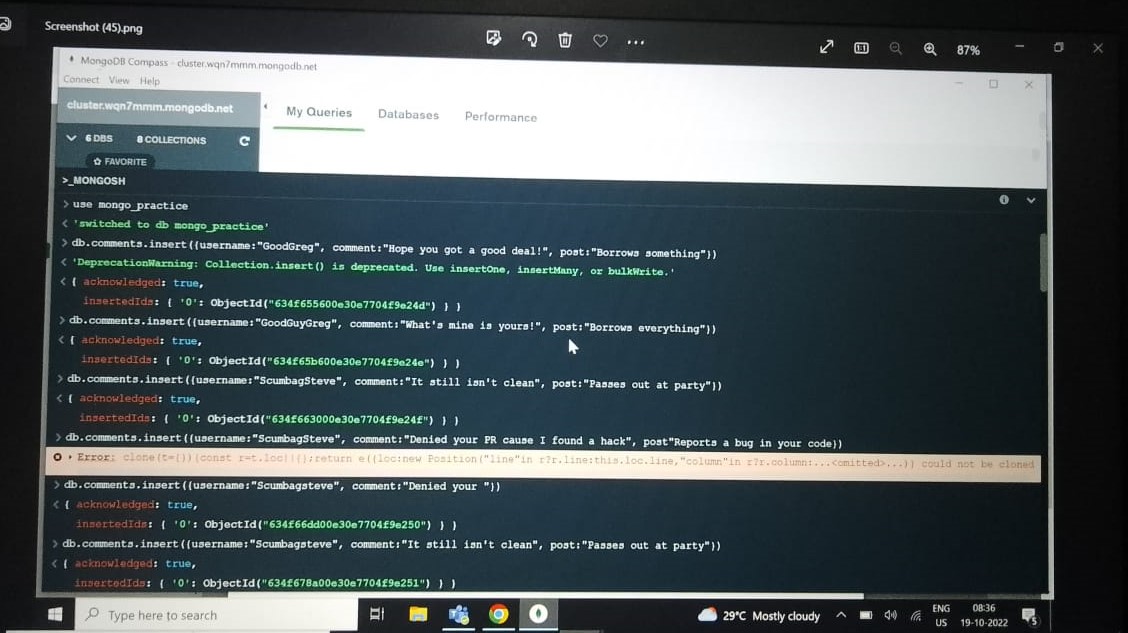 Screenshot (45).png
87%
MongoDB Compass - cluster.wqn7mmm.mongodb.net
Connect View Help
cluster.wqn7mmm.mongodb.net
My Queries Databases Performance
6 DBS 8 COLLECTIONS
FAVORITE
>_MONGOSH
> use mongo_practice
< 'switched to db mongo_practice'
> db.comments.insert({username:"GoodGreg", comment:"Hope you got a good deal!", post:"Borrows something"})
< 'DeprecationWarning: Collection.insert() is deprecated. Use insertOne, insertMany, or bulkWrite.'
< { acknowledged: true,
insertedIds: { '0': ObjectId("634f655600e30e7704f9e24d") } }
> db.comments.insert({username:"GoodGuyGreg", comment:"What's mine is yours!", post:"Borrows everything"})
< { acknowledged: true,
insertedIds: { '0': ObjectId("634f65b600e30e7704f9e24e") } }
> db.comments.insert({username:"ScumbagSteve", comment:"It still isn't clean", post:"Passes out at party"})
< { acknowledged: true,
insertedIds: { '0': ObjectId("634f663000e30e7704f9e24f") } }
> db.comments.insert({username:"ScumbagSteve", comment:"Denied your PR cause I found a hack", post"Reports a bug in your code})
Error: clone(t={}){const r=t.loc||{};return e({loc:new Position("line"in r?r.line:this.loc.line,"column"in r?r.column:...<omitted>...)} could not be cloned
> db.comments.insert({username:"Scumbagsteve", comment:"Denied your "})
< { acknowledged: true,
insertedIds: { '0': ObjectId("634f66dd00e30e7704f9e250") } }
> db.comments.insert({username:"Scumbagsteve", comment:"It still isn't clean", post:"Passes out at party"})
< { acknowledged: true,
insertedIds: { '0': ObjectId("634f678a00e30e7704f9e251") } }
Type here to search
29°C Mostly cloudy
ENG
US
08:36
19-10-2022
5